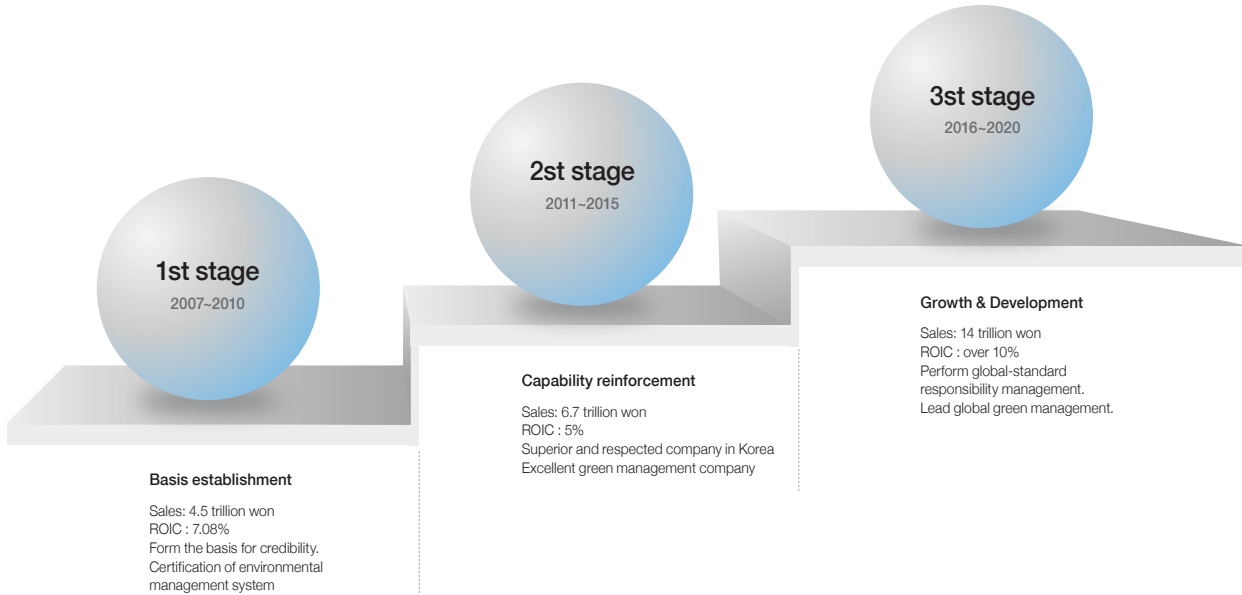 1st stage
2007~2010
Basis establishment
Sales: 4.5 trillion won
ROIC : 7.08%
Form the basis for credibility.
Certification of environmental
management system
2st stage
2011~2015
Capability reinforcement
Sales: 6.7 trillion won
ROIC : 5%
Superior and respected company in Korea
Excellent green management company
3st stage
2016~2020
Growth & Development
Sales: 14 trillion won
ROIC : over 10%
Perform global-standard
responsibility management.
Lead global green management.